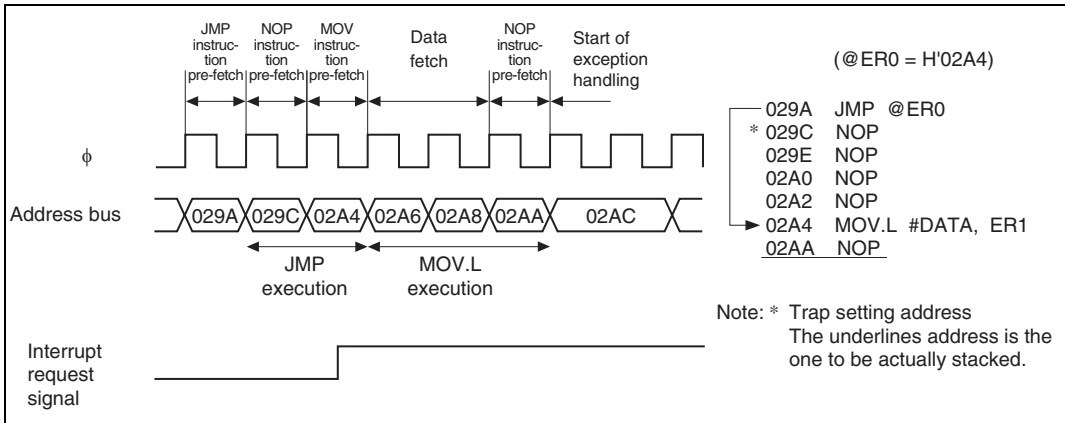 JMP
instruc-
tion
pre-fetch
NOP
instruc-
tion
pre-fetch
MOV
instruc-
tion
pre-fetch
Data
fetch
NOP
instruc-
tion
pre-fetch
Start of
exception
handling
φ
Address bus
029A 029C 02A4 02A6 02A8 02AA 02AC
JMP
execution
MOV.L
execution
Interrupt
request
signal
(@ER0 = H'02A4)
029A JMP @ER0
* 029C NOP
029E NOP
02A0 NOP
02A2 NOP
02A4 MOV.L #DATA, ER1
02AA NOP
Note: * Trap setting address
The underlines address is the
one to be actually stacked.